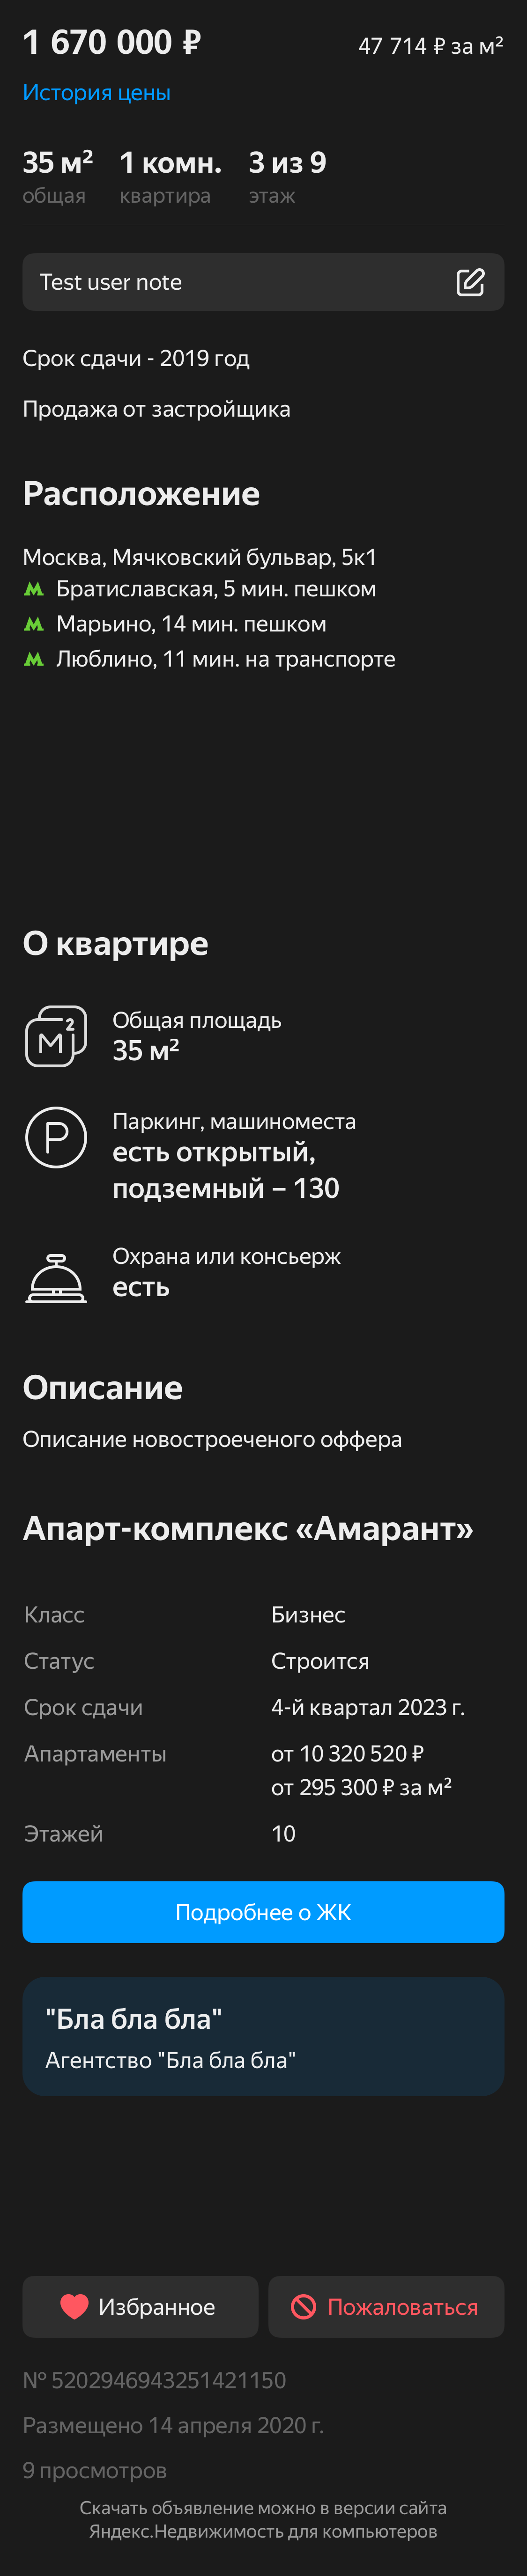 1 670 000 ₽
47 714 ₽ за м²
История цены
35 м² 1 комн. 3 из 9
общая квартира этаж
Test user note
Срок сдачи - 2019 год
Продажа от застройщика
Расположение
Москва, Мячковский бульвар, 5к1
Братиславская, 5 мин. пешком
Марьино, 14 мин. пешком
Люблино, 11 мин. на транспорте
О квартире
Общая площадь
35 м²
Паркинг, машиноместа
есть открытый,
подземный – 130
Охрана или консьерж
есть
Описание
Описание новостроеченого оффера
Апарт-комплекс «Амарант»
Класс Бизнес
Статус Строится
Срок сдачи 4-й квартал 2023 г.
Апартаменты от 10 320 520 ₽
от 295 300 ₽ за м²
Этажей 10
Подробнее о ЖК
"Бла бла бла"
Агентство "Бла бла бла"
Избранное
Пожаловаться
№ 5202946943251421150
Размещено 14 апреля 2020 г.
9 просмотров
Скачать объявление можно в версии сайта
Яндекс.Недвижимость для компьютеров